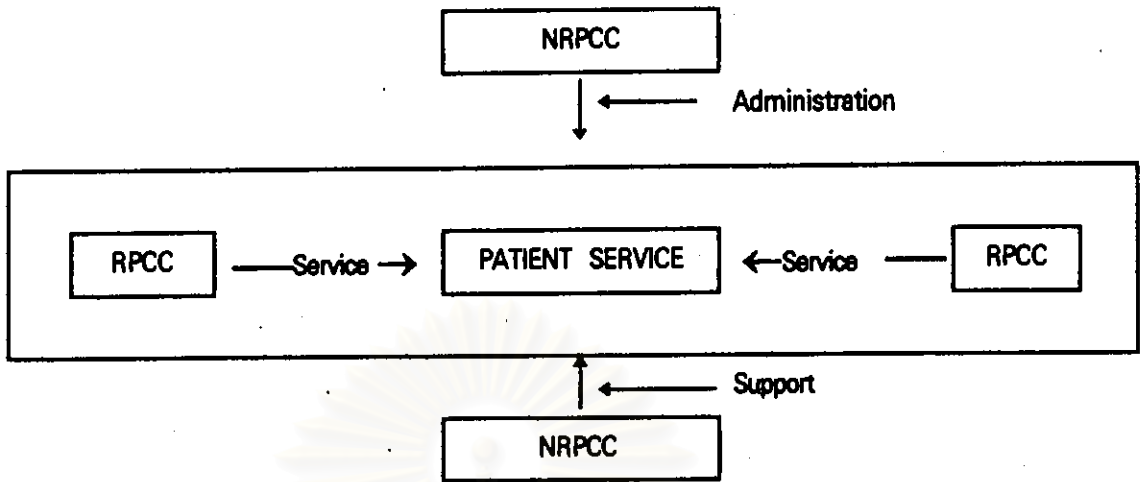 NRPCC
Administration
RPCC Service PATIENT SERVICE Service RPCC
Support
NRPCC